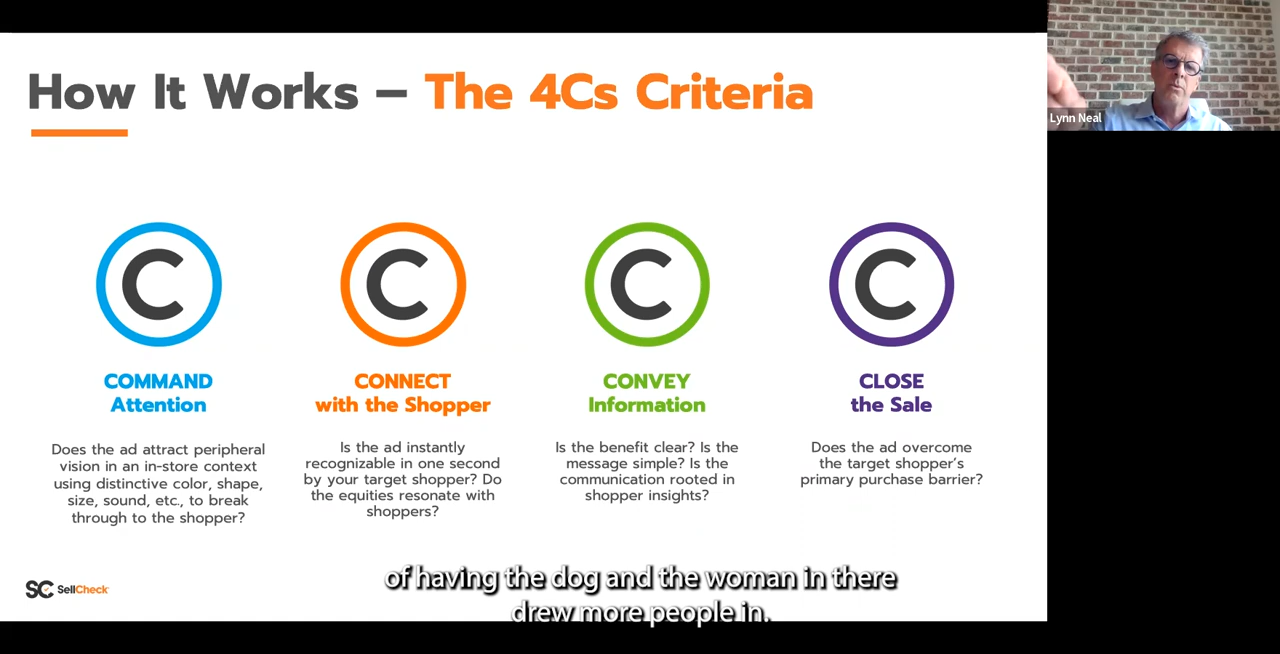 How It Works – The 4Cs Criteria
Lynn Neal
C
C
C
C
COMMAND
Attention
Does the ad attract peripheral
vision in an in-store context
using distinctive color, shape,
size, sound, etc., to break
through to the shopper?
CONNECT
with the Shopper
Is the ad instantly
recognizable in one second
by your target shopper? Do
the equities resonate with
shoppers?
CONVEY
Information
Is the benefit clear? Is the
message simple? Is the
communication rooted in
shopper insights?
CLOSE
the Sale
Does the ad overcome
the target shopper's
primary purchase barrier?
SC SellCheck
of having the dog and the woman in there
drew more people in.